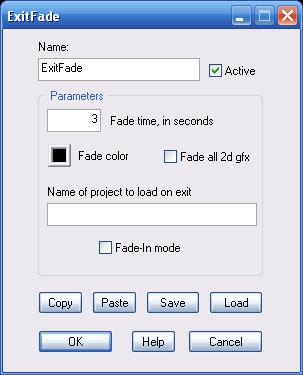 ExitFade
Name:
ExitFade
Active
Parameters
3
Fade time, in seconds
Fade color
Fade all 2d gfx
Name of project to load on exit
Fade-In mode
Copy Paste Save Load
OK Help Cancel